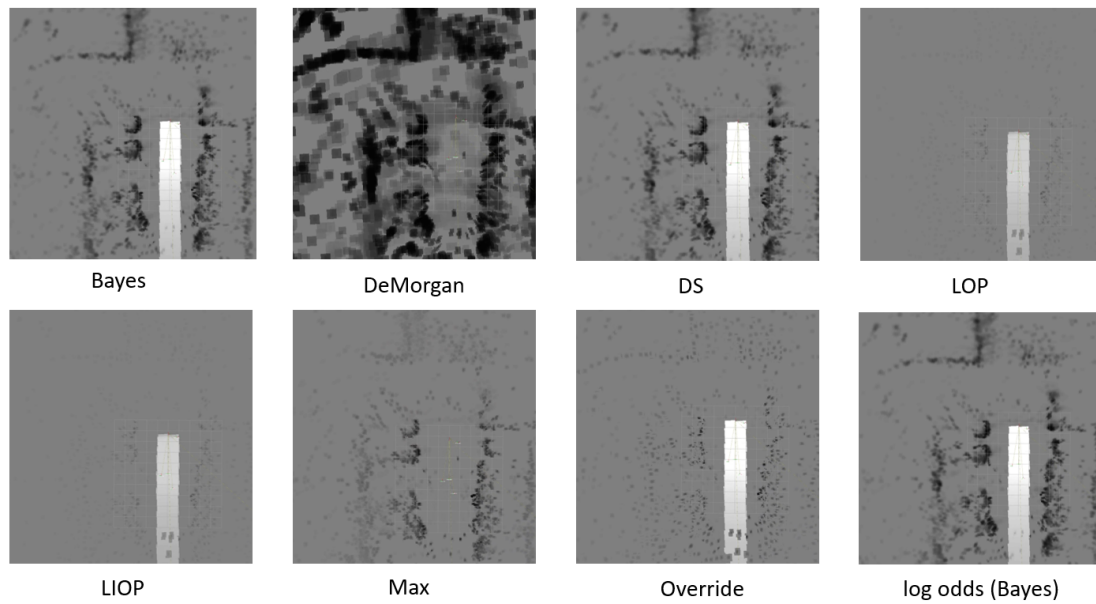 Bayes
DeMorgan
DS
LOP
LIOP
Max
Override
log odds (Bayes)